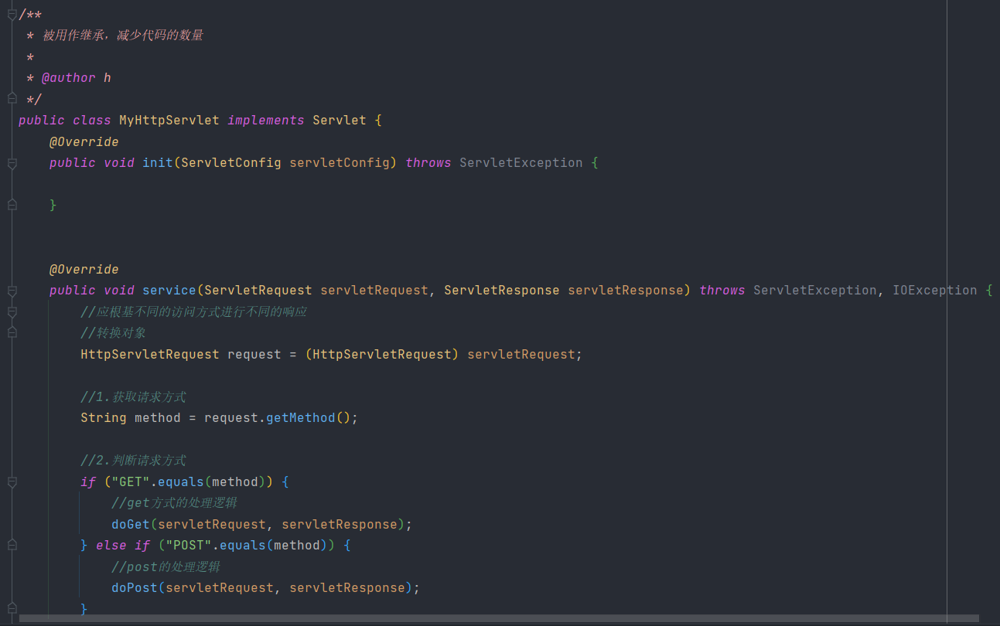 /**
 * 被用作继承，减少代码的数量
 *
 * @author h
 */
public class MyHttpServlet implements Servlet {
    @Override
    public void init(ServletConfig servletConfig) throws ServletException {
    }
    @Override
    public void service(ServletRequest servletRequest, ServletResponse servletResponse) throws ServletException, IOException {
        //应根基不同的访问方式进行不同的响应
        //转换对象
        HttpServletRequest request = (HttpServletRequest) servletRequest;
        //1.获取请求方式
        String method = request.getMethod();
        //2.判断请求方式
        if ("GET".equals(method)) {
            //get方式的处理逻辑
            doGet(servletRequest, servletResponse);
        } else if ("POST".equals(method)) {
            //post的处理逻辑
            doPost(servletRequest, servletResponse);
        }